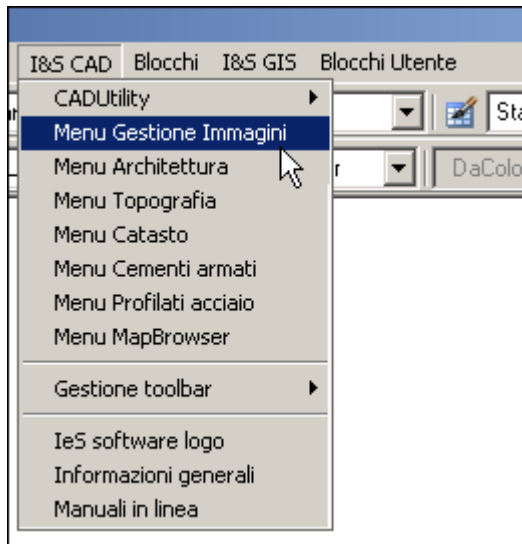 I&S CAD Blocchi I&S GIS Blocchi Utente
CADUtility
Menu Gestione Immagini
Menu Architettura
Menu Topografia
Menu Catasto
Menu Cementi armati
Menu Profilati acciaio
Menu MapBrowser
Gestione toolbar
IeS software logo
Informazioni generali
Manuali in linea